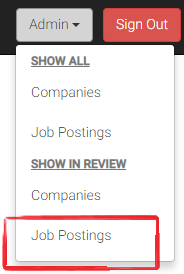 Admin Sign Out
SHOW ALL
Companies
Job Postings
SHOW IN REVIEW
Companies
Job Postings